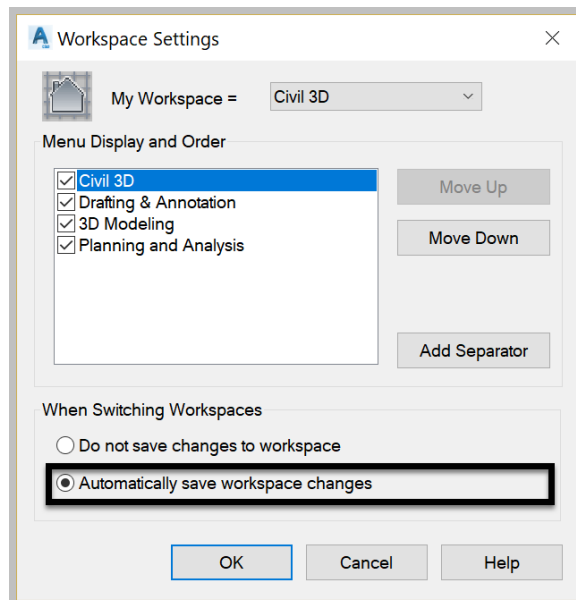 Workspace Settings
My Workspace = Civil 3D
Menu Display and Order
Civil 3D
Drafting & Annotation
3D Modeling
Planning and Analysis
Move Up
Move Down
Add Separator
When Switching Workspaces
Do not save changes to workspace
Automatically save workspace changes
OK Cancel Help